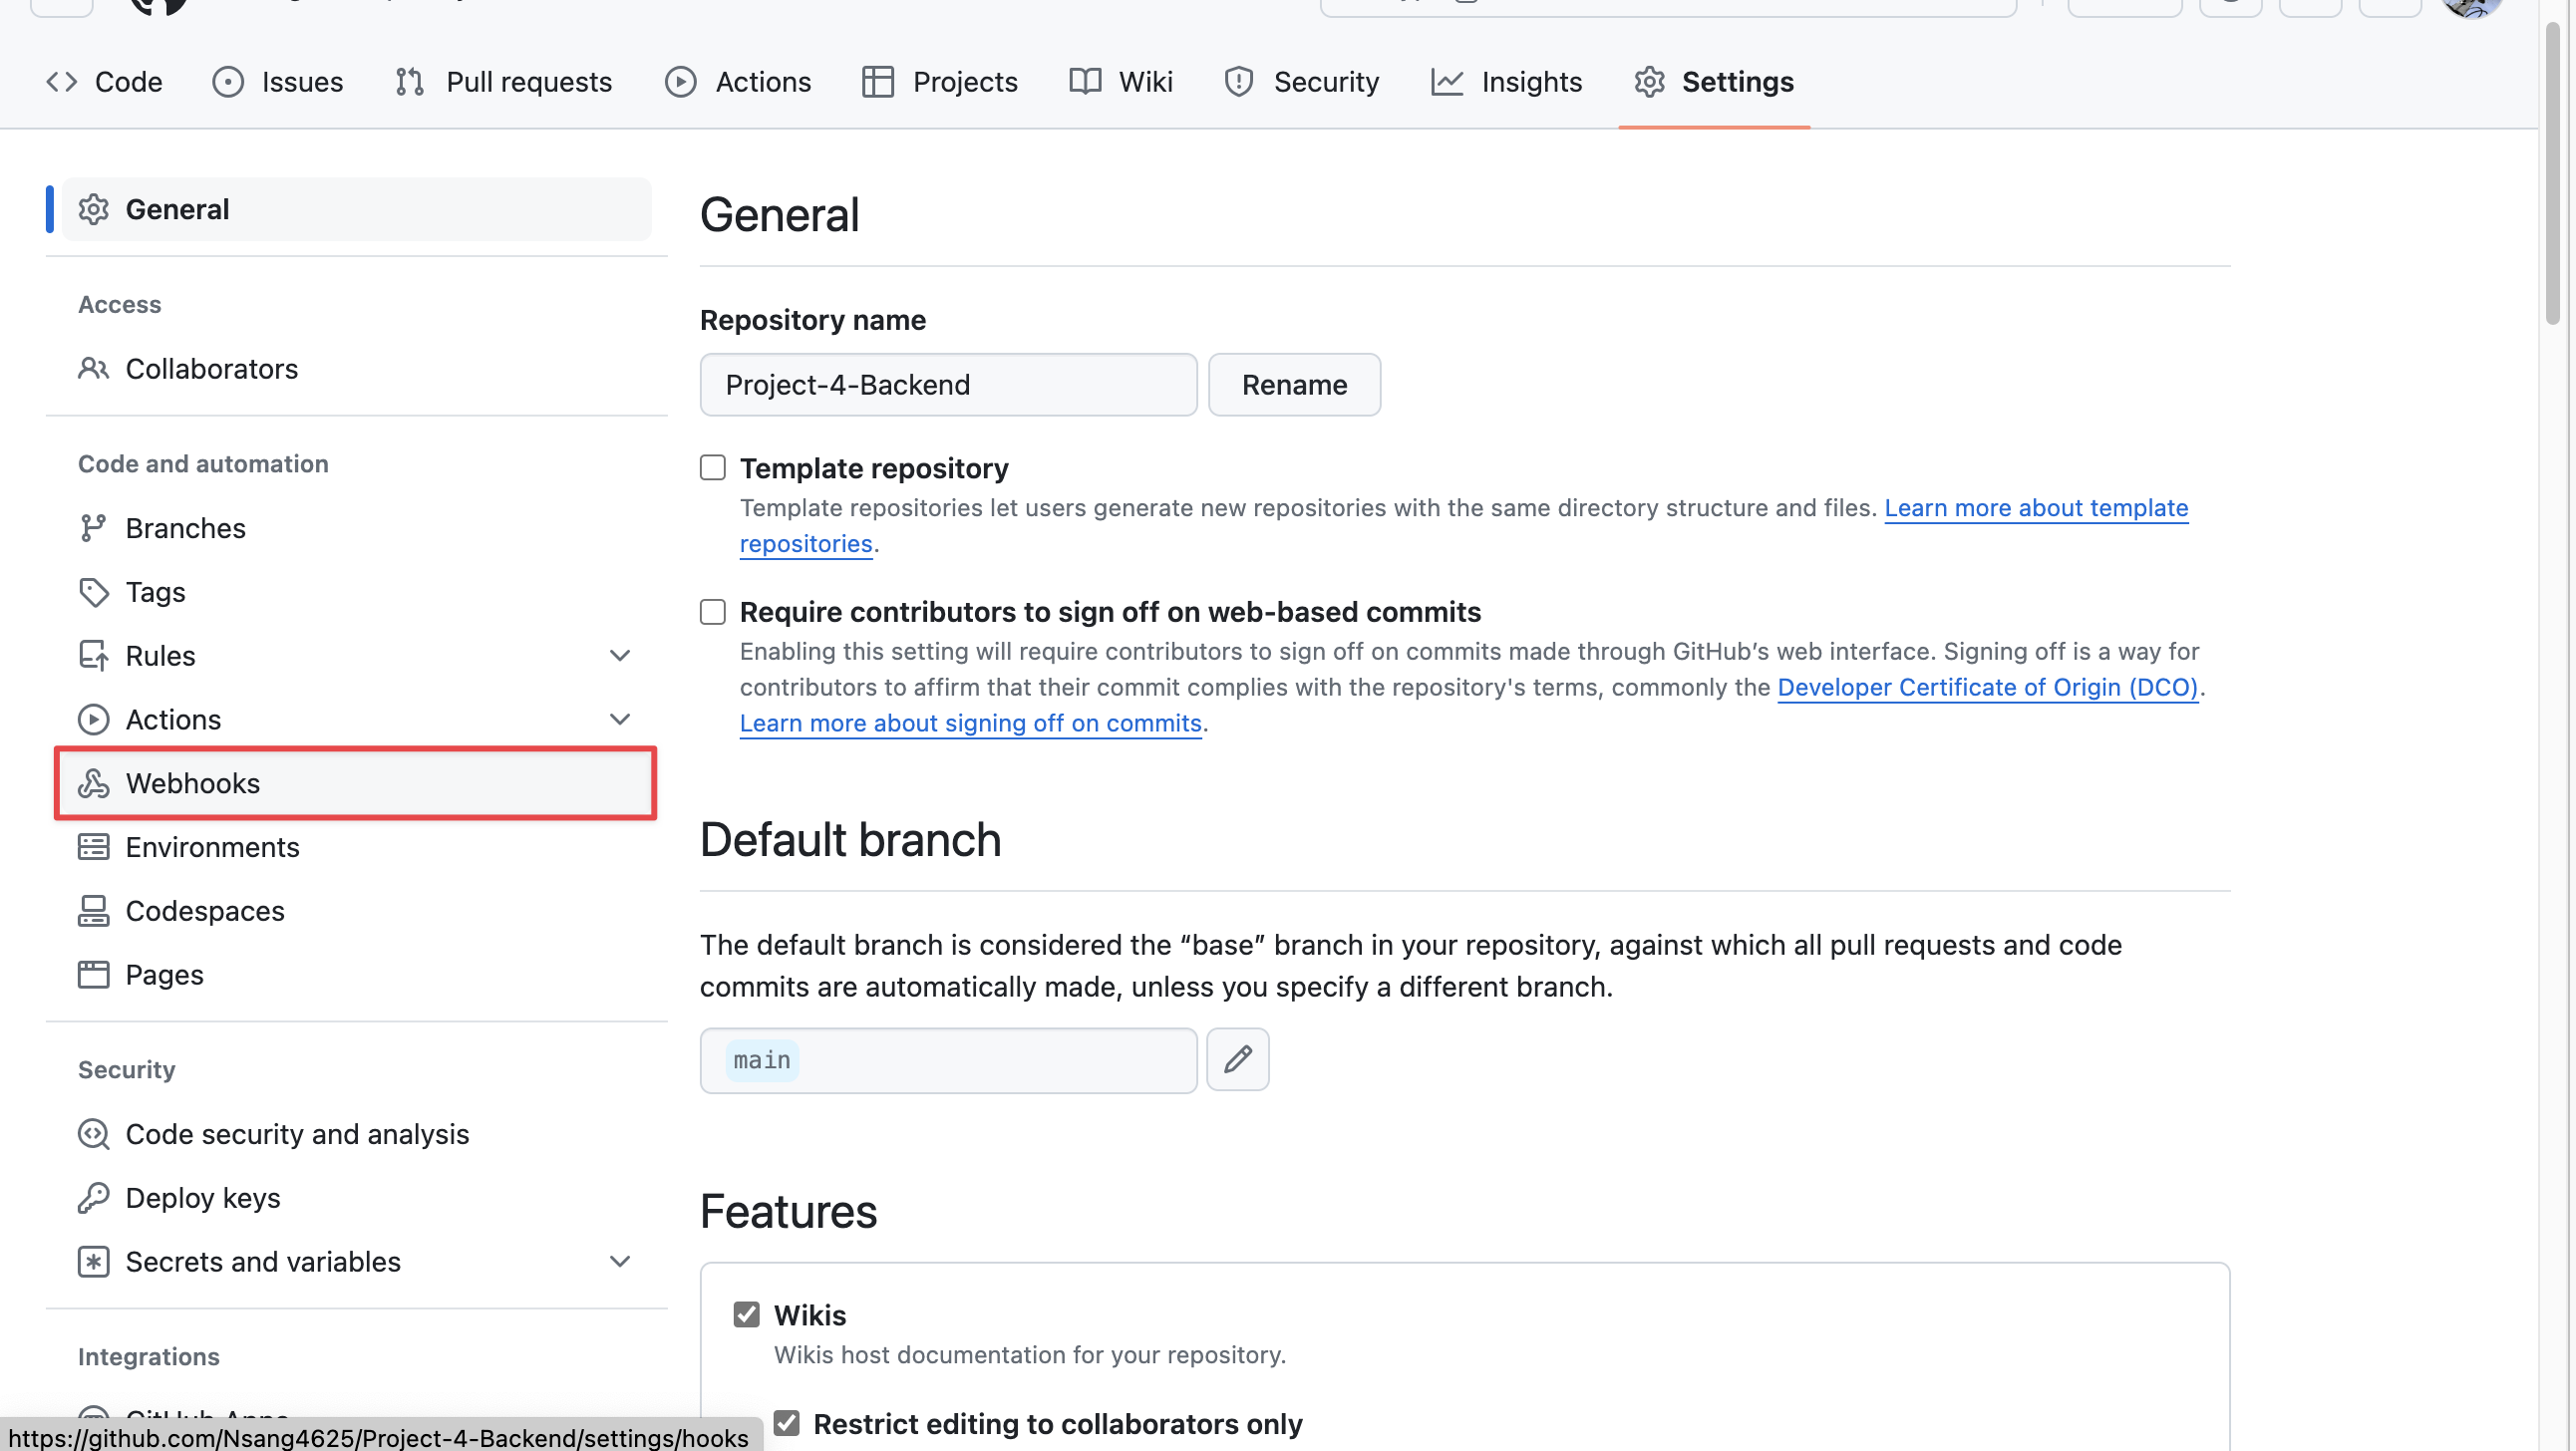 Code
Issues
Pull requests
Actions
Projects
Wiki
Security
Insights
Settings
General
Access
Collaborators
Code and automation
Branches
Tags
Rules
Actions
Webhooks
Environments
Codespaces
Pages
Security
Code security and analysis
Deploy keys
Secrets and variables
Integrations
GitHub Apps
https://github.com/Nsang4625/Project-4-Backend/settings/hooks
General
Repository name
Project-4-Backend
Rename
Template repository
Template repositories let users generate new repositories with the same directory structure and files. Learn more about template
repositories.
Require contributors to sign off on web-based commits
Enabling this setting will require contributors to sign off on commits made through GitHub’s web interface. Signing off is a way for
contributors to affirm that their commit complies with the repository's terms, commonly the Developer Certificate of Origin (DCO).
Learn more about signing off on commits.
Default branch
The default branch is considered the “base” branch in your repository, against which all pull requests and code
commits are automatically made, unless you specify a different branch.
main
Features
Wikis
Wikis host documentation for your repository.
Restrict editing to collaborators only